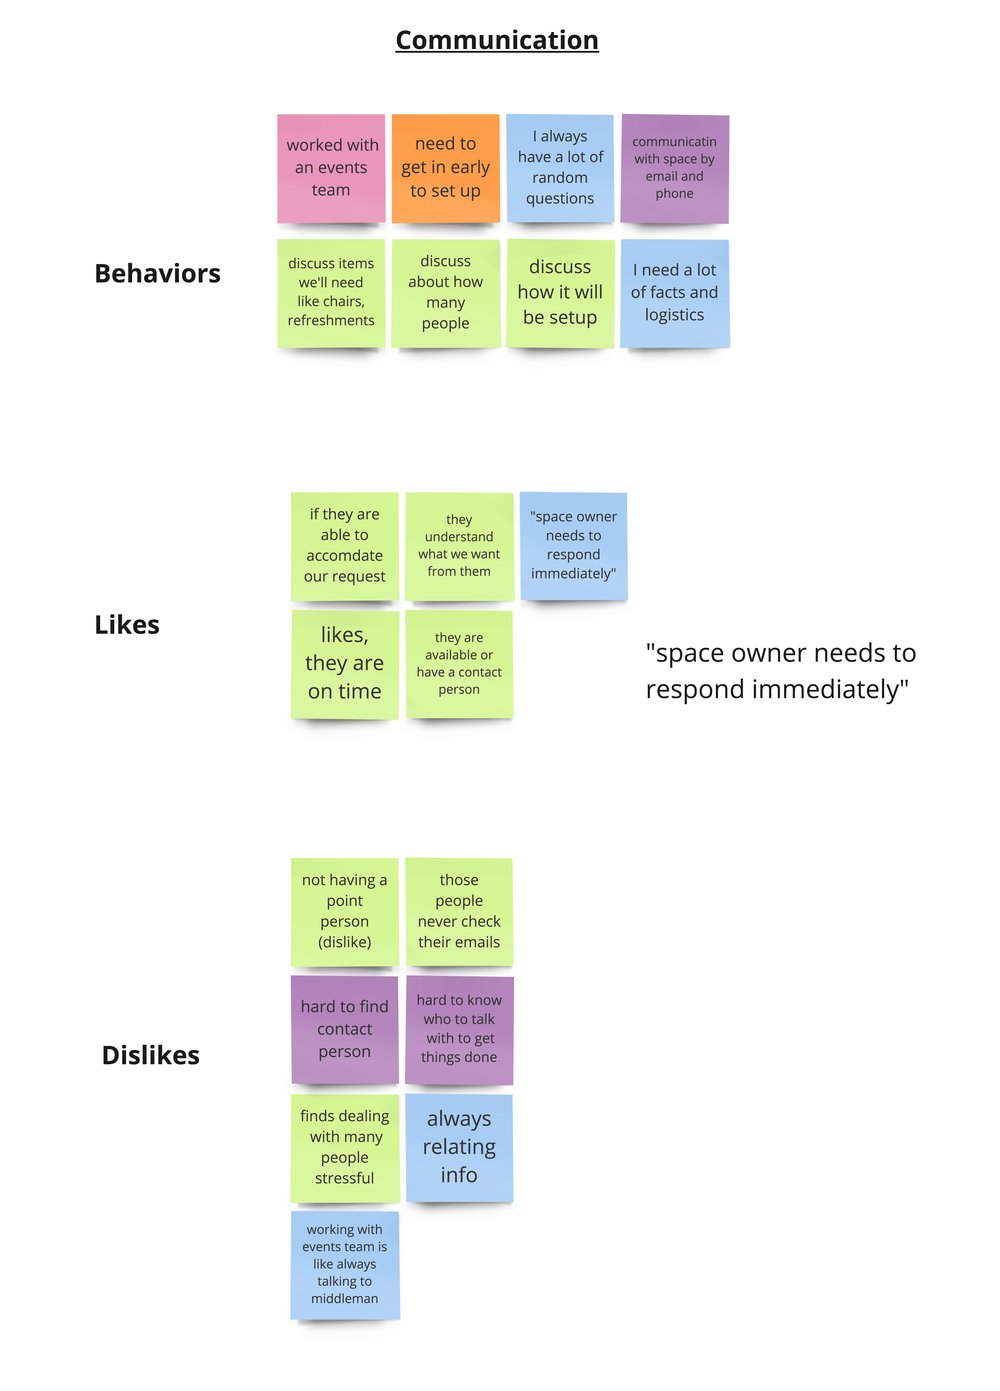 Communication
worked with
an events
team
need to
get in early
to set up
I always
have a lot of
random
questions
communicatin
with space by
email and
phone
Behaviors
discuss items
we'll need
like chairs,
refreshments
discuss
about how
many
people
discuss
how it will
be setup
I need a lot
of facts and
logistics
Likes
if they are
able to
accomdate
our request
they
understand
what we want
from them
"space owner
needs to
respond
immediately"
likes,
they are
on time
they are
available or
have a contact
person
"space owner needs to
respond immediately"
Dislikes
not having a
point
person
(dislike)
those
people
never check
their emails
hard to find
contact
person
hard to know
who to talk
with to get
things done
finds dealing
with many
people
stressful
always
relating
info
working with
events team is
like always
talking to
middleman